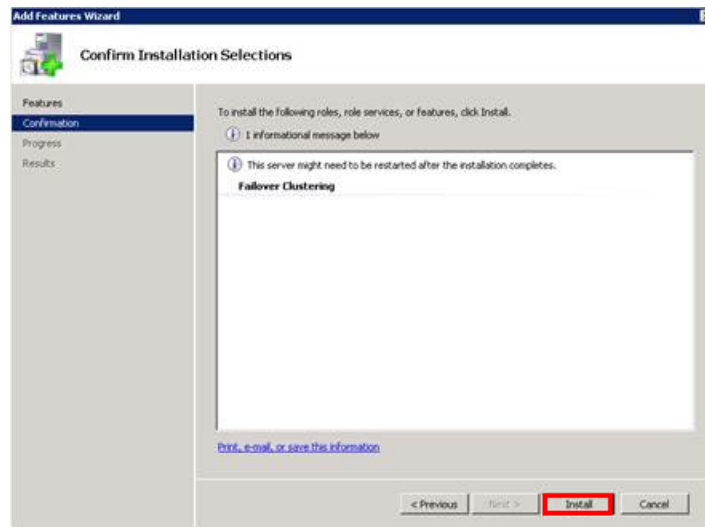 Add Features Wizard
Confirm Installation Selections
Features
Confirmation
Progress
Results
To install the following roles, role services, or features, click Install.
1 informational message below
This server might need to be restarted after the installation completes.
Failover Clustering
Print, e-mail, or save this information
< Previous
Next >
Install
Cancel